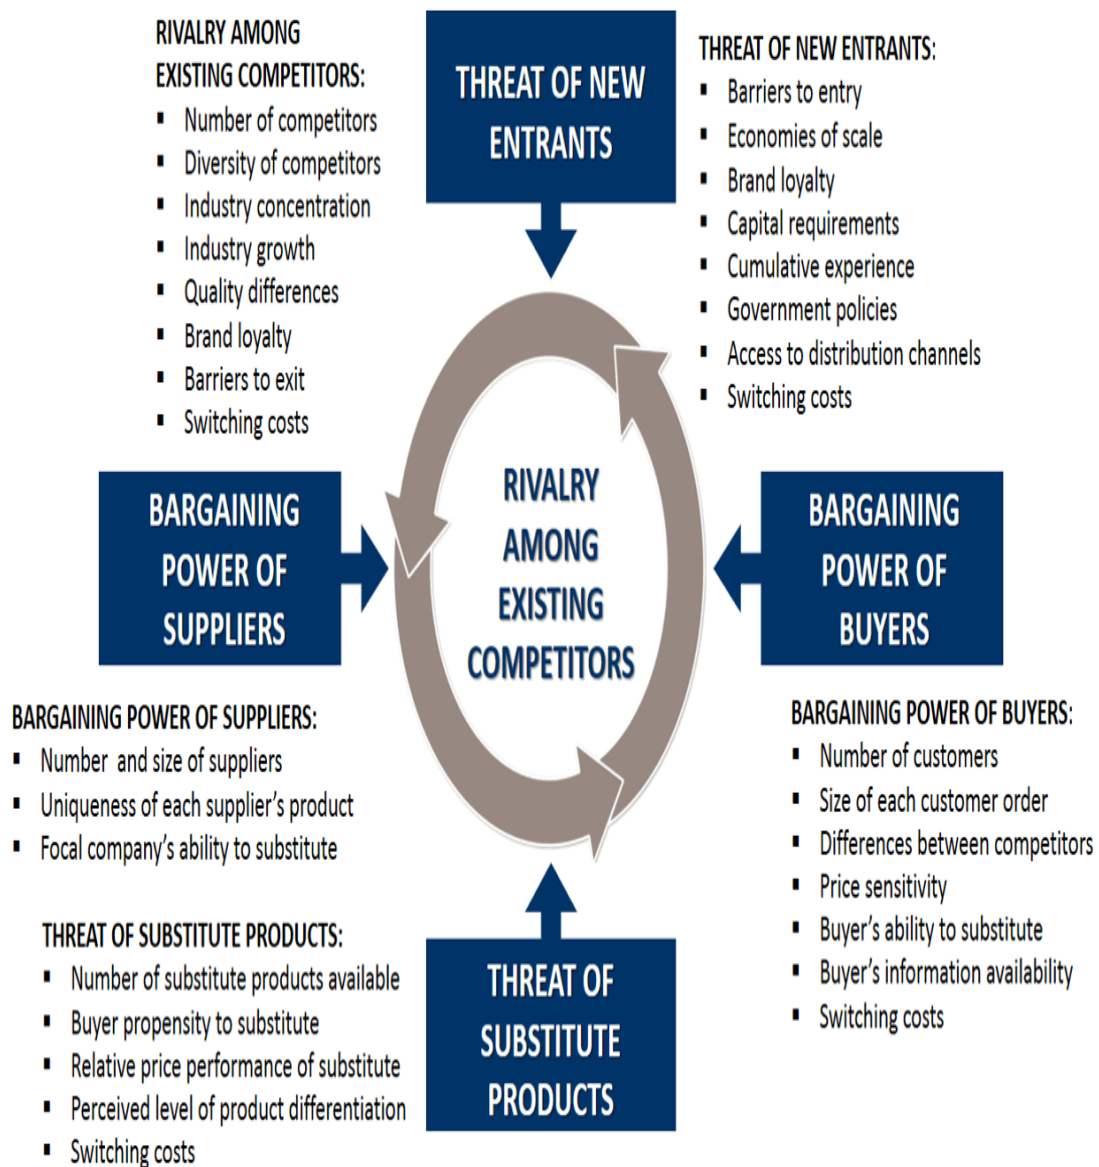 RIVALRY AMONG
EXISTING COMPETITORS:
▪ Number of competitors
▪ Diversity of competitors
▪ Industry concentration
▪ Industry growth
▪ Quality differences
▪ Brand loyalty
▪ Barriers to exit
▪ Switching costs
THREAT OF NEW
ENTRANTS
THREAT OF NEW ENTRANTS:
▪ Barriers to entry
▪ Economies of scale
▪ Brand loyalty
▪ Capital requirements
▪ Cumulative experience
▪ Government policies
▪ Access to distribution channels
▪ Switching costs
BARGAINING
POWER OF
SUPPLIERS
RIVALRY
AMONG
EXISTING
COMPETITORS
BARGAINING
POWER OF
BUYERS
BARGAINING POWER OF SUPPLIERS:
▪ Number and size of suppliers
▪ Uniqueness of each supplier's product
▪ Focal company's ability to substitute
BARGAINING POWER OF BUYERS:
▪ Number of customers
▪ Size of each customer order
▪ Differences between competitors
▪ Price sensitivity
▪ Buyer's ability to substitute
▪ Buyer's information availability
▪ Switching costs
THREAT OF SUBSTITUTE PRODUCTS:
▪ Number of substitute products available
▪ Buyer propensity to substitute
▪ Relative price performance of substitute
▪ Perceived level of product differentiation
▪ Switching costs
THREAT OF
SUBSTITUTE
PRODUCTS